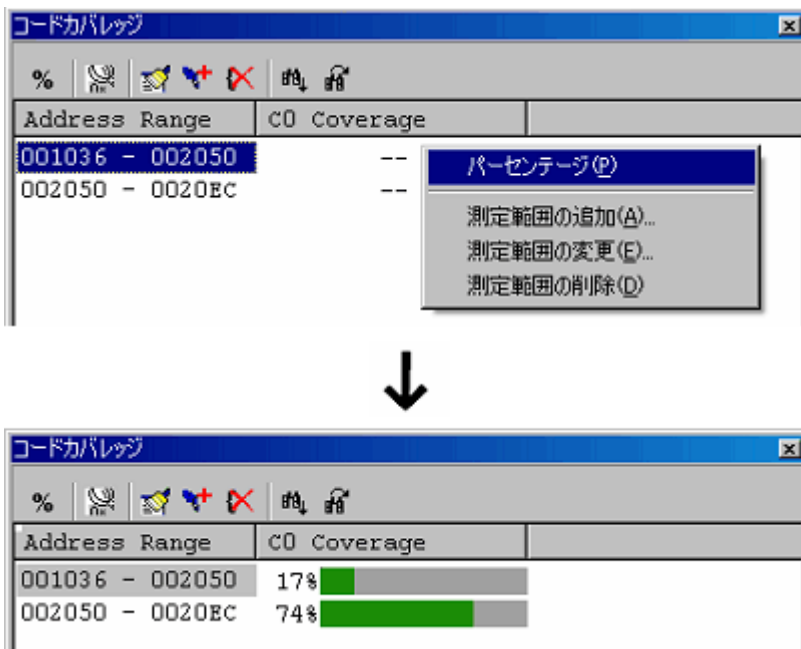 コードカバレッジ
%
Address Range C0 Coverage
001036 - 002050 --
002050 - 0020EC --
パーセンテージ(P)
測定範囲の追加(A)...
測定範囲の変更(E)...
測定範囲の削除(D)
コードカバレッジ
%
Address Range C0 Coverage
001036 - 002050 17%
002050 - 0020EC 74%